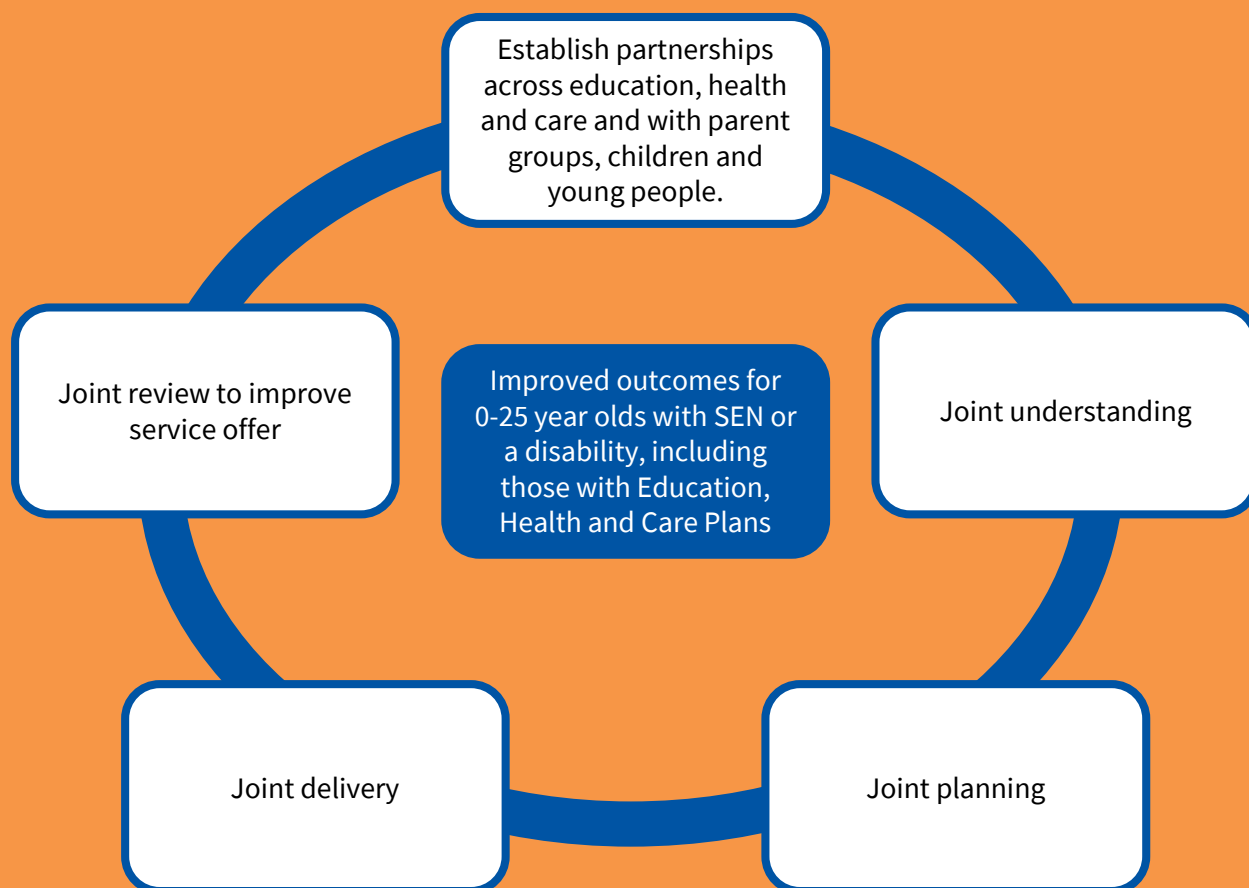 Establish partnerships
across education, health
and care and with parent
groups, children and
young people.
Joint review to improve
service offer
Improved outcomes for
0-25 year olds with SEN or
a disability, including
those with Education,
Health and Care Plans
Joint understanding
Joint delivery
Joint planning